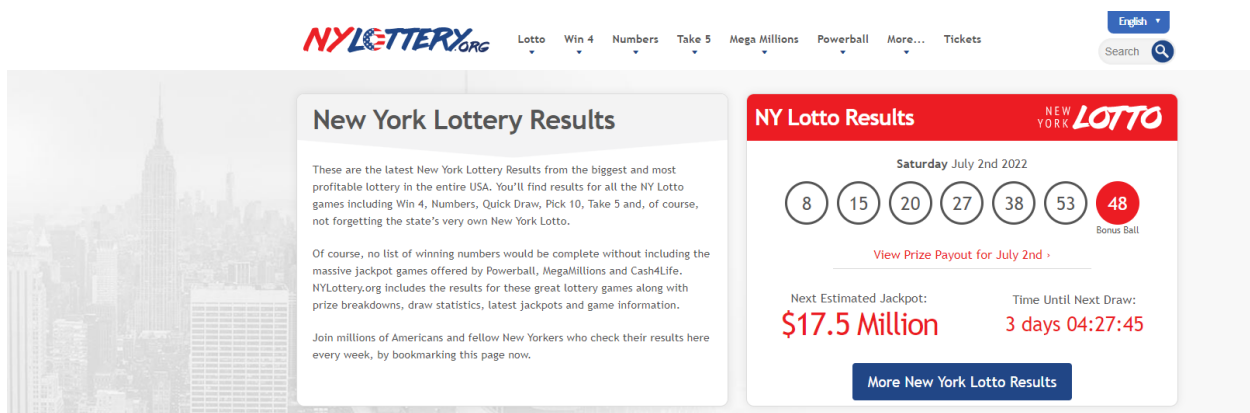 English
NYLOTTERY.ORG
Lotto Win 4 Numbers Take 5 Mega Millions Powerball More... Tickets
Search
New York Lottery Results
These are the latest New York Lottery Results from the biggest and most
profitable lottery in the entire USA. You'll find results for all the NY Lotto
games including Win 4, Numbers, Quick Draw, Pick 10, Take 5 and, of course,
not forgetting the state's very own New York Lotto.
Of course, no list of winning numbers would be complete without including the
massive jackpot games offered by Powerball, MegaMillions and Cash4Life.
NYLottery.org includes the results for these great lottery games along with
prize breakdowns, draw statistics, latest jackpots and game information.
Join millions of Americans and fellow New Yorkers who check their results here
every week, by bookmarking this page now.
NY Lotto Results
NEW
YORK LOTTO
Saturday July 2nd 2022
8 15 20 27 38 53 48
Bonus Ball
View Prize Payout for July 2nd ›
Next Estimated Jackpot:
$17.5 Million
Time Until Next Draw:
3 days 04:27:45
More New York Lotto Results